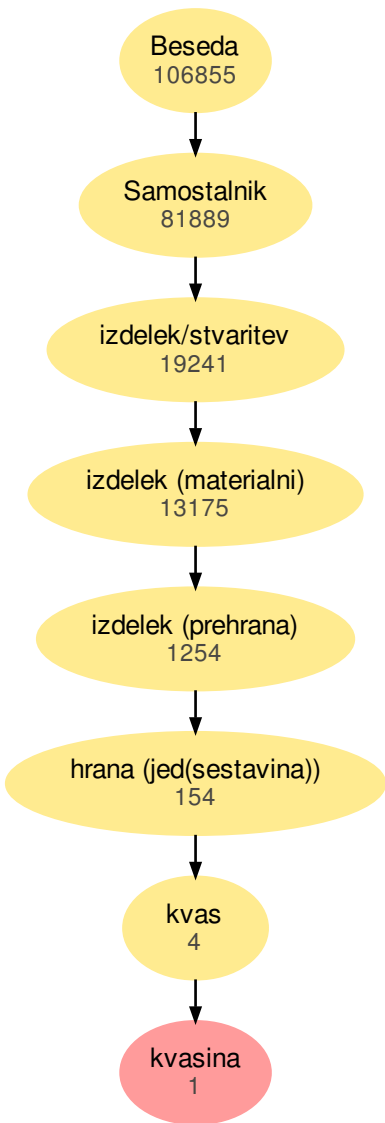 Beseda
106855
Samostalnik
81889
izdelek/stvaritev
19241
izdelek (materialni)
13175
izdelek (prehrana)
1254
hrana (jed(sestavina))
154
kvas
4
kvasina
1